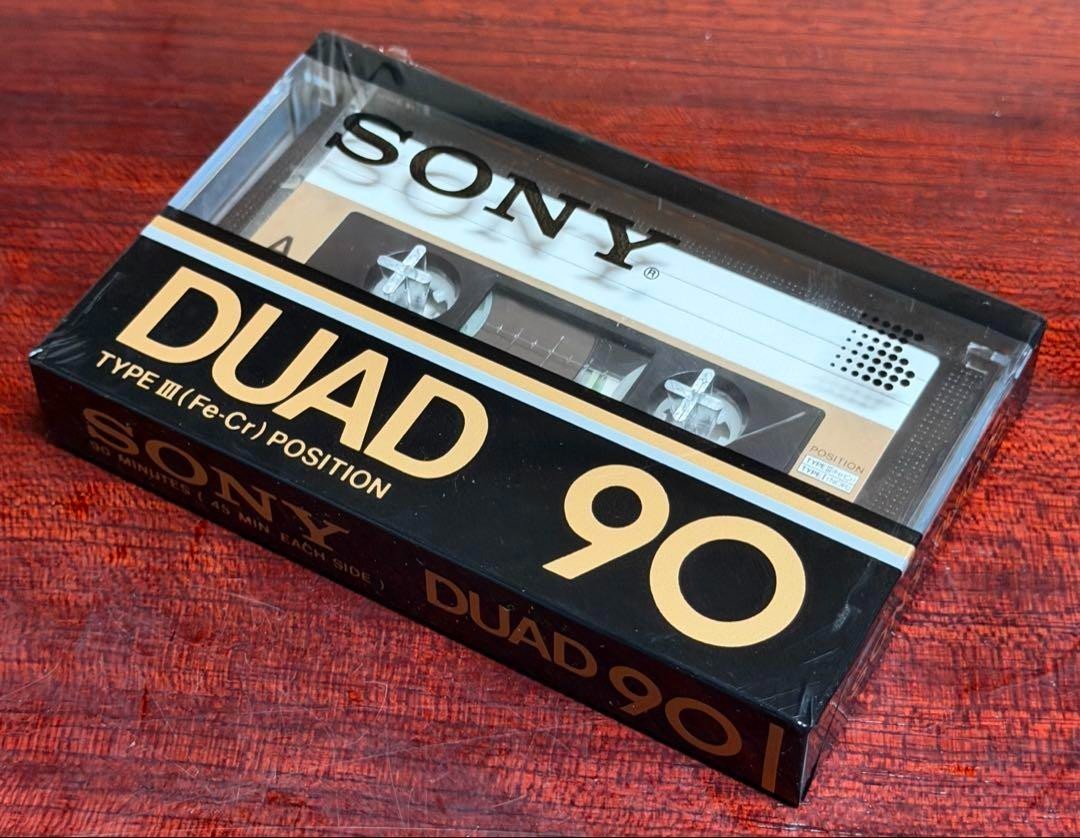 SONY®
A
DUAD 90
TYPE III (Fe-Cr) POSITION
POSITION
SONY
90 MINUTES (45 MIN EACH SIDE)
DUAD 90